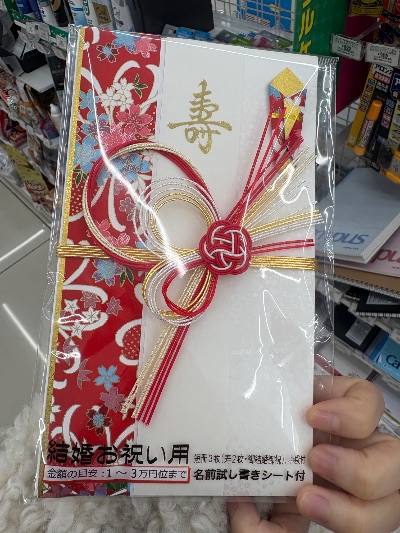 寿
結婚お祝い用
金額の目安:1〜3万円位まで
名前試し書きシート付